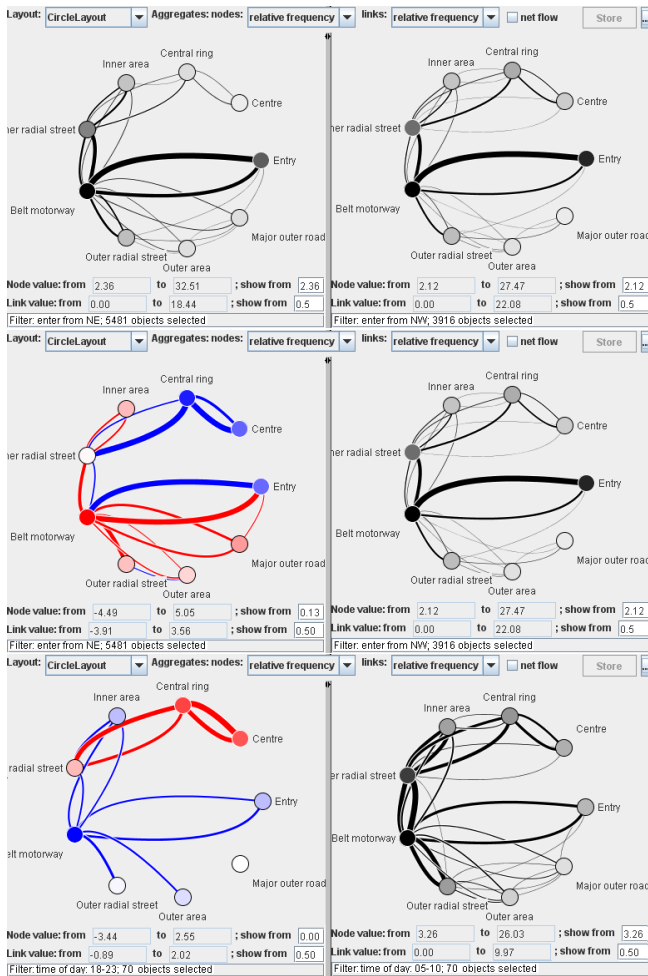 Layout: CircleLayout Aggregates: nodes: relative frequency links: relative frequency net flow Store ...
Central ring
Inner area
Centre
ner radial street
Entry
Belt motorway
Major outer road
Outer radial street
Outer area
Node value: from 2.36 to 32.51 ; show from 2.36
Link value: from 0.00 to 18.44 ; show from 0.5
Filter: enter from NE; 5481 objects selected
Central ring
Inner area
Centre
ner radial street
Entry
Belt motorway
Major outer road
Outer radial street
Outer area
Node value: from 2.12 to 27.47 ; show from 2.12
Link value: from 0.00 to 22.08 ; show from 0.5
Filter: enter from NW; 3916 objects selected
Layout: CircleLayout Aggregates: nodes: relative frequency links: relative frequency net flow Store ...
Central ring
Inner area
Centre
ner radial street
Entry
Belt motorway
Major outer road
Outer radial street
Outer area
Node value: from -4.49 to 5.05 ; show from 0.13
Link value: from -3.91 to 3.56 ; show from 0.50
Filter: enter from NE; 5481 objects selected
Central ring
Inner area
Centre
ner radial street
Entry
Belt motorway
Major outer road
Outer radial street
Outer area
Node value: from 2.12 to 27.47 ; show from 2.12
Link value: from 0.00 to 22.08 ; show from 0.5
Filter: enter from NW; 3916 objects selected
Layout: CircleLayout Aggregates: nodes: relative frequency links: relative frequency net flow Store ...
Central ring
Inner area
Centre
r radial street
Entry
elt motorway
Major outer road
Outer radial street
Outer area
Node value: from -3.44 to 2.55 ; show from 0.00
Link value: from -0.89 to 2.02 ; show from 0.50
Filter: time of day: 18-23; 70 objects selected
Central ring
Inner area
Centre
er radial street
Entry
Belt motorway
Major outer road
Outer radial street
Outer area
Node value: from 3.26 to 26.03 ; show from 3.26
Link value: from 0.00 to 9.97 ; show from 0.50
Filter: time of day: 05-10; 70 objects selected